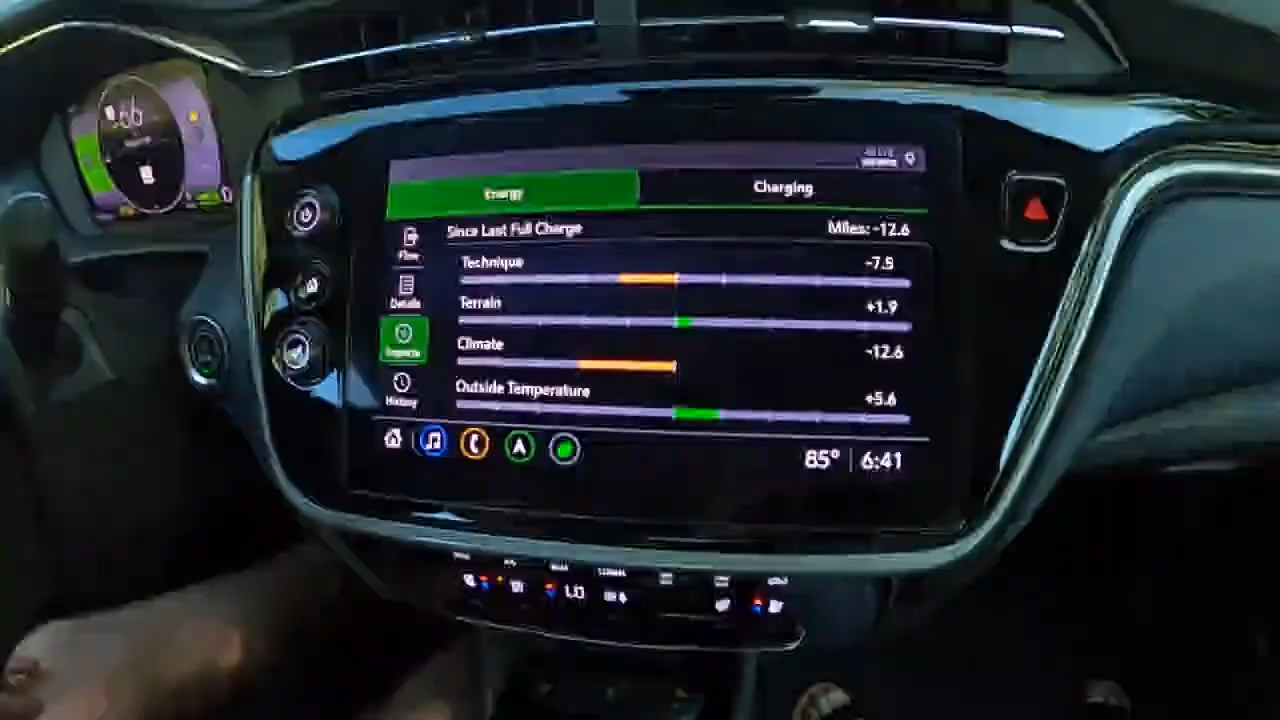 Energy
Charging
Since Last Full Charge
Miles: -12.6
Flow
Technique
-7.5
Details
Terrain
+1.9
Impacts
Climate
-12.6
History
Outside Temperature
+5.6
85° 6:41